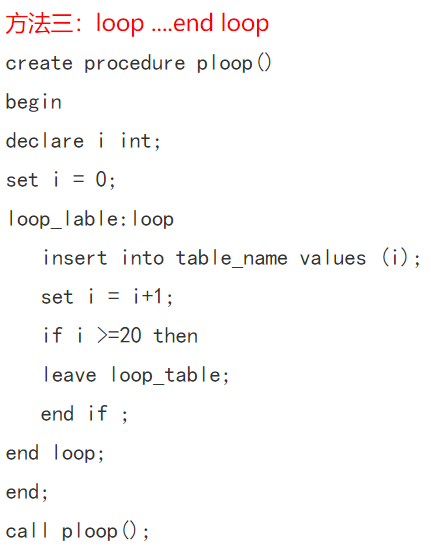 方法三：loop ....end loop
create procedure ploop()
begin
declare i int;
set i = 0;
loop_lable:loop
insert into table_name values (i);
set i = i+1;
if i >=20 then
leave loop_table;
end if ;
end loop;
end;
call ploop();